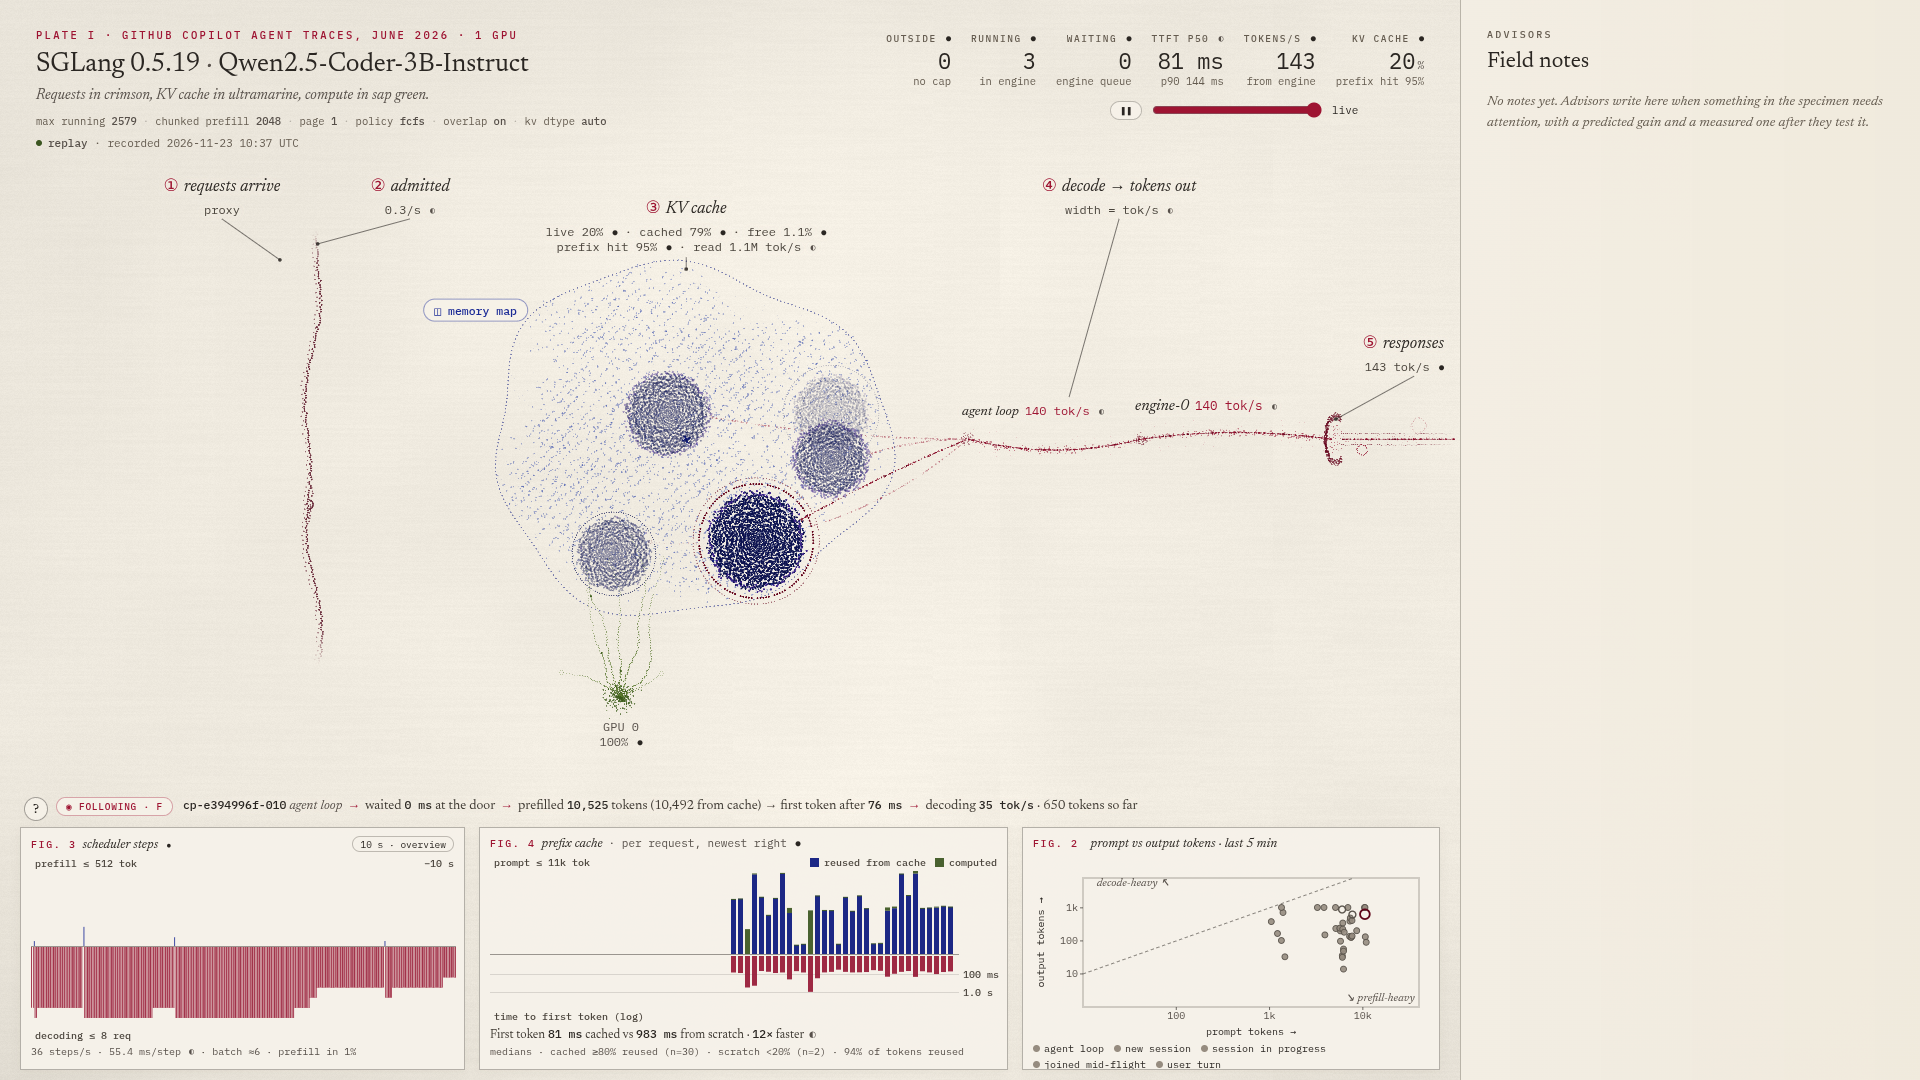 PLATE I · GITHUB COPILOT AGENT TRACES, JUNE 2026 · 1 GPU
SGLang 0.5.19 · Qwen2.5-Coder-3B-Instruct
Requests in crimson, KV cache in ultramarine, compute in sap green.
max running 2579 · chunked prefill 2048 · page 1 · policy fcfs · overlap on · kv dtype auto
● replay · recorded 2026-11-23 10:37 UTC
OUTSIDE ● RUNNING ● WAITING ● TTFT P50 ◐ TOKENS/S ● KV CACHE ●
0 3 0 81 ms 143 20%
no cap in engine engine queue p90 144 ms from engine prefix hit 95%
live
ADVISORS
Field notes
No notes yet. Advisors write here when something in the specimen needs
attention, with a predicted gain and a measured one after they test it.
① requests arrive
proxy
② admitted
0.3/s ◐
③ KV cache
live 20% ● · cached 79% ● · free 1.1% ●
prefix hit 95% ● · read 1.1M tok/s ◐
④ decode → tokens out
width = tok/s ◐
◫ memory map
⑤ responses
143 tok/s ●
agent loop 140 tok/s ◐
engine-0 140 tok/s ◐
GPU 0
100% ●
?
◉ FOLLOWING · F
cp-e394996f-010 agent loop → waited 0 ms at the door → prefilled 10,525 tokens (10,492 from cache) → first token after 76 ms → decoding 35 tok/s · 650 tokens so far
FIG. 3 scheduler steps ●
10 s · overview
prefill ≤ 512 tok
−10 s
decoding ≤ 8 req
36 steps/s · 55.4 ms/step ◐ · batch ≈6 · prefill in 1%
FIG. 4 prefix cache · per request, newest right ●
prompt ≤ 11k tok
reused from cache
computed
100 ms
1.0 s
time to first token (log)
First token 81 ms cached vs 983 ms from scratch · 12× faster ◐
medians · cached ≥80% reused (n=30) · scratch <20% (n=2) · 94% of tokens reused
FIG. 2 prompt vs output tokens · last 5 min
decode-heavy ↖
output tokens →
1k
100
10
↘ prefill-heavy
100 1k 10k
prompt tokens →
agent loop new session session in progress
joined mid-flight user turn